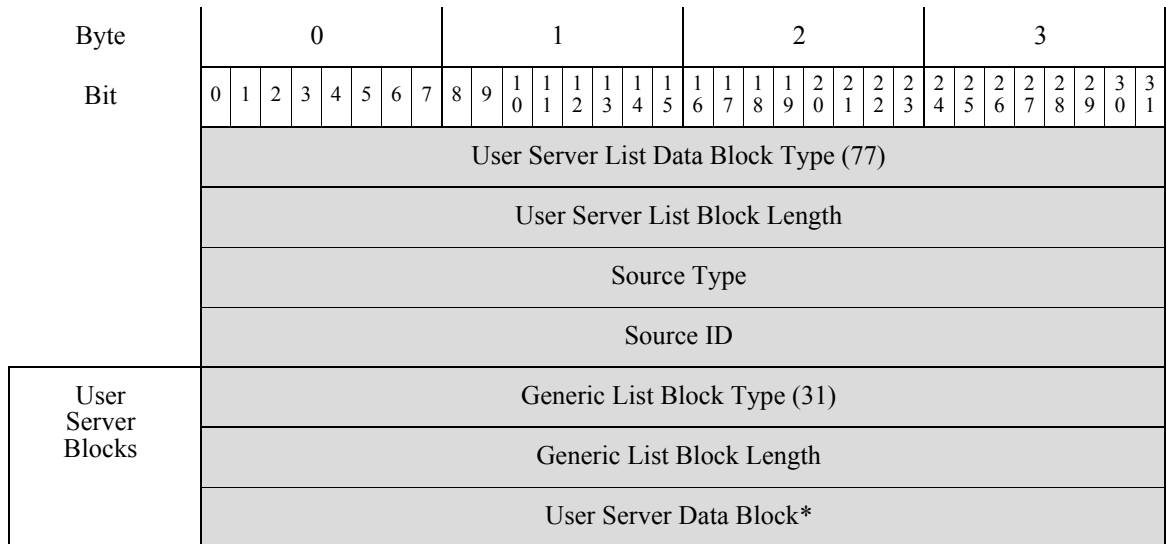 Byte 0 1 2 3
Bit 0 1 2 3 4 5 6 7 8 9 10 11 12 13 14 15 16 17 18 19 20 21 22 23 24 25 26 27 28 29 30 31
User Server List Data Block Type (77)
User Server List Block Length
Source Type
Source ID
User
Server
Blocks
Generic List Block Type (31)
Generic List Block Length
User Server Data Block*